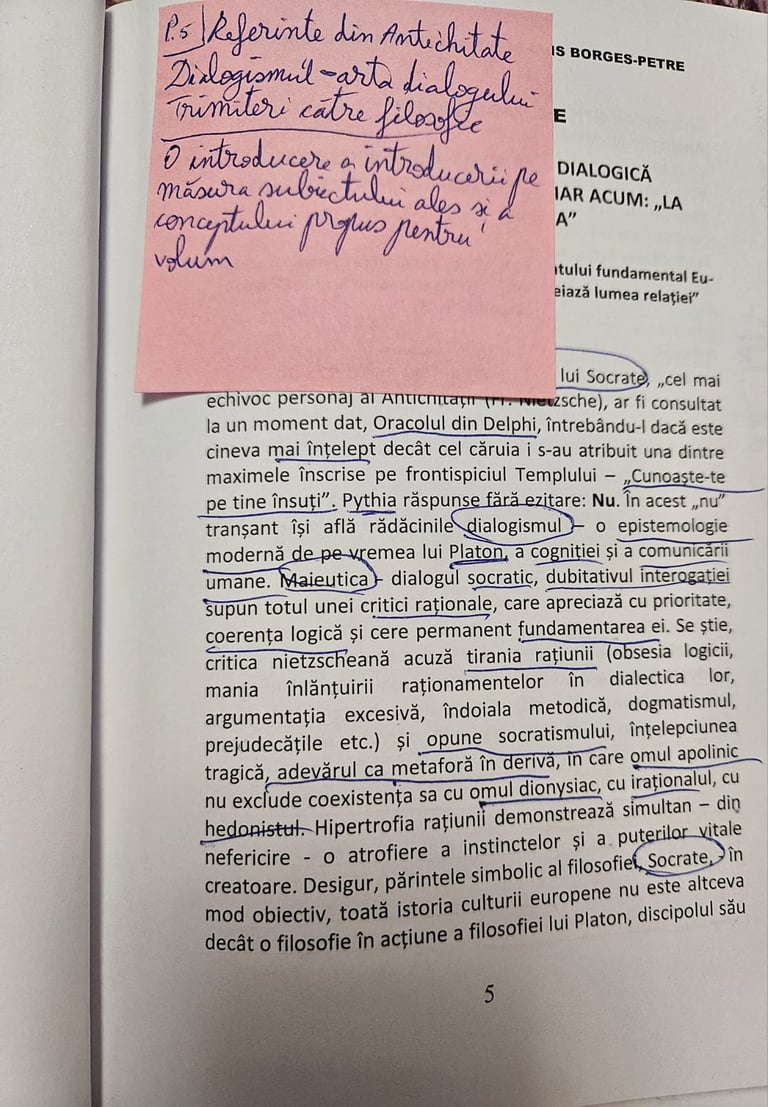 P.5 Referinte din Antichitate
Dialogismul - arta dialogului
Trimiteri către filosofie
O introducere a introducerii pe
măsura subiectului ales si a
conceptului propus pentru
volum
IS BORGES-PETRE
E
DIALOGICĂ
IAR ACUM: „LA
A”
tului fundamental Eu-
eiază lumea relației”
lui Socrate, „cel mai
echivoc personaj al Antichității (Fr. Nietzsche), ar fi consultat
la un moment dat, Oracolul din Delphi, întrebându-l dacă este
cineva mai înțelept decât cel căruia i s-au atribuit una dintre
maximele înscrise pe frontispiciul Templului – „Cunoaște-te
pe tine însuți”. Pythia răspunse fără ezitare: Nu. În acest „nu”
tranșant își află rădăcinile dialogismul – o epistemologie
modernă de pe vremea lui Platon, a cogniției și a comunicării
umane. Maieutica - dialogul socratic, dubitativul interogației
supun totul unei critici raționale, care apreciază cu prioritate,
coerența logică și cere permanent fundamentarea ei. Se știe,
critica nietzscheană acuză tirania rațiunii (obsesia logicii,
mania înlănțuirii raționamentelor în dialectica lor,
argumentația excesivă, îndoiala metodică, dogmatismul,
prejudecățile etc.) și opune socratismului, înțelepciunea
tragică, adevărul ca metaforă în derivă, în care omul apolinic
nu exclude coexistența sa cu omul dionysiac, cu iraționalul, cu
hedonistul. Hipertrofia rațiunii demonstrează simultan – din
nefericire - o atrofiere a instinctelor și a puterilor vitale
creatoare. Desigur, părintele simbolic al filosofiei, Socrate, - în
mod obiectiv, toată istoria culturii europene nu este altceva
decât o filosofie în acțiune a filosofiei lui Platon, discipolul său
5